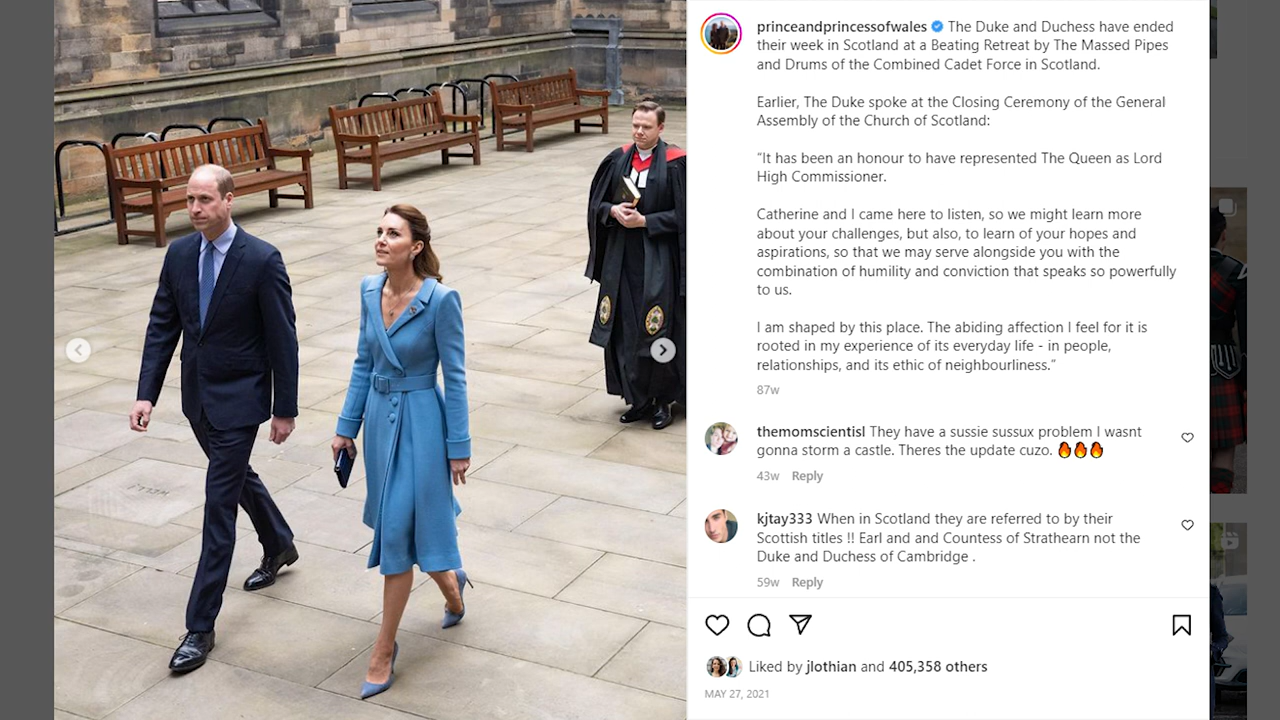 princeandprincessofwales The Duke and Duchess have ended
their week in Scotland at a Beating Retreat by The Massed Pipes
and Drums of the Combined Cadet Force in Scotland.
Earlier, The Duke spoke at the Closing Ceremony of the General
Assembly of the Church of Scotland:
“It has been an honour to have represented The Queen as Lord
High Commissioner.
Catherine and I came here to listen, so we might learn more
about your challenges, but also, to learn of your hopes and
aspirations, so that we may serve alongside you with the
combination of humility and conviction that speaks so powerfully
to us.
I am shaped by this place. The abiding affection I feel for it is
rooted in my experience of its everyday life - in people,
relationships, and its ethic of neighbourliness.”
87w
themomscientisl They have a sussie sussux problem I wasnt
gonna storm a castle. Theres the update cuzo. 🔥🔥🔥
43w Reply
kjtay333 When in Scotland they are referred to by their
Scottish titles !! Earl and and Countess of Strathearn not the
Duke and Duchess of Cambridge .
59w Reply
Liked by jlothian and 405,358 others
MAY 27, 2021